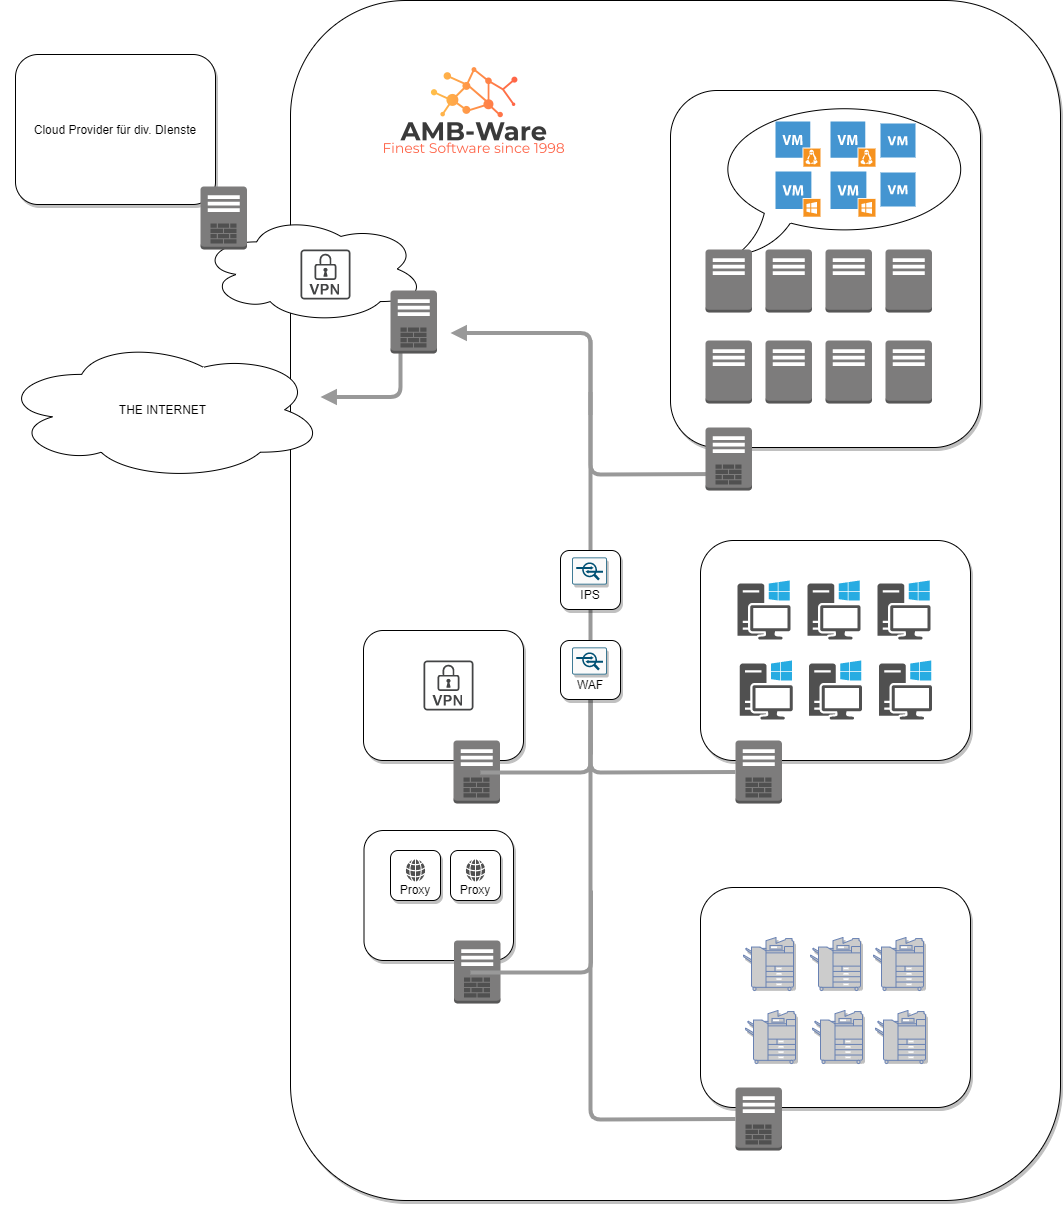 AMB-Ware
Finest Software since 1998
Cloud Provider für div. DIenste
VM
VM
VM
VM
VM
VM
VPN
THE INTERNET
IPS
WAF
VPN
Proxy
Proxy